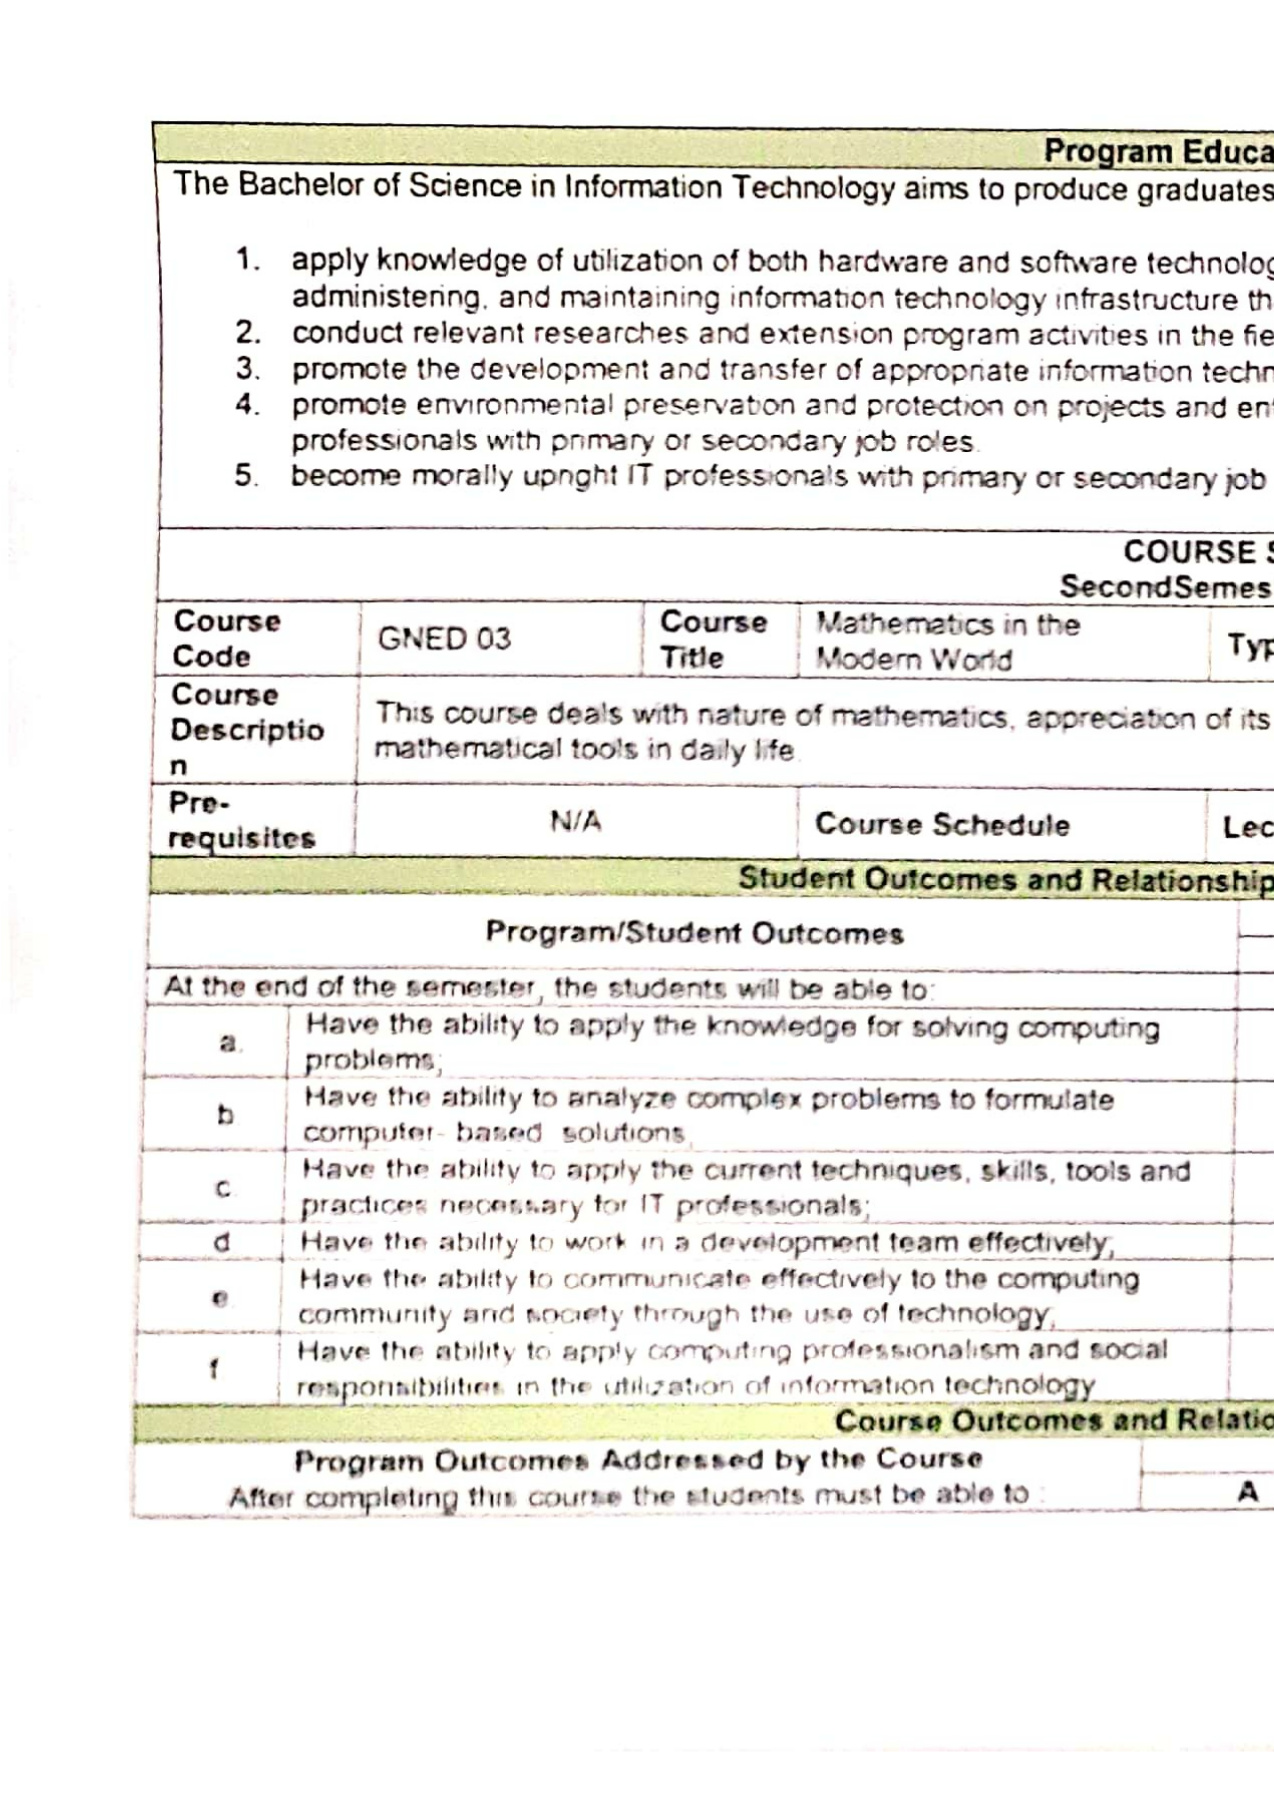 Program Educa
The Bachelor of Science in Information Technology aims to produce graduates
1. apply knowledge of utilization of both hardware and software technolog
administering, and maintaining information technology infrastructure th
2. conduct relevant researches and extension program activities in the fie
3. promote the development and transfer of appropriate information techn
4. promote environmental preservation and protection on projects and ent
professionals with primary or secondary job roles.
5. become morally upright IT professionals with primary or secondary job
COURSE S
SecondSemes
Course
Code
GNED 03
Course
Title
Mathematics in the
Modern World
Typ
Course
Descriptio
n
This course deals with nature of mathematics, appreciation of its
mathematical tools in daily life
Pre-
requisites
N/A
Course Schedule
Lec
Student Outcomes and Relationship
Program/Student Outcomes
At the end of the semester, the students will be able to:
a. Have the ability to apply the knowledge for solving computing
problems;
b Have the ability to analyze complex problems to formulate
computer- based solutions
c. Have the ability to apply the current techniques, skills, tools and
practices necessary for IT professionals;
d Have the ability to work in a development team effectively,
e. Have the ability to communicate effectively to the computing
community and society through the use of technology,
f Have the ability to apply computing professionalism and social
responsibilities in the utilization of information technology
Course Outcomes and Relatio
Program Outcomes Addressed by the Course
After completing this course the students must be able to :
A